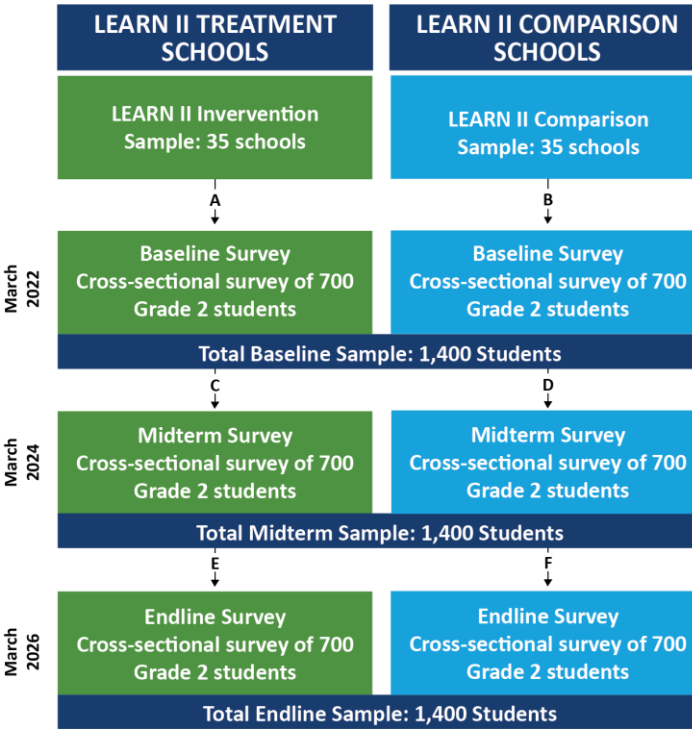 LEARN II TREATMENT
SCHOOLS
LEARN II COMPARISON
SCHOOLS
LEARN II Invervention
Sample: 35 schools
LEARN II Comparison
Sample: 35 schools
A
B
March
2022
Baseline Survey
Cross-sectional survey of 700
Grade 2 students
Baseline Survey
Cross-sectional survey of 700
Grade 2 students
Total Baseline Sample: 1,400 Students
C
D
March
2024
Midterm Survey
Cross-sectional survey of 700
Grade 2 students
Midterm Survey
Cross-sectional survey of 700
Grade 2 students
Total Midterm Sample: 1,400 Students
E
F
March
2026
Endline Survey
Cross-sectional survey of 700
Grade 2 students
Endline Survey
Cross-sectional survey of 700
Grade 2 students
Total Endline Sample: 1,400 Students